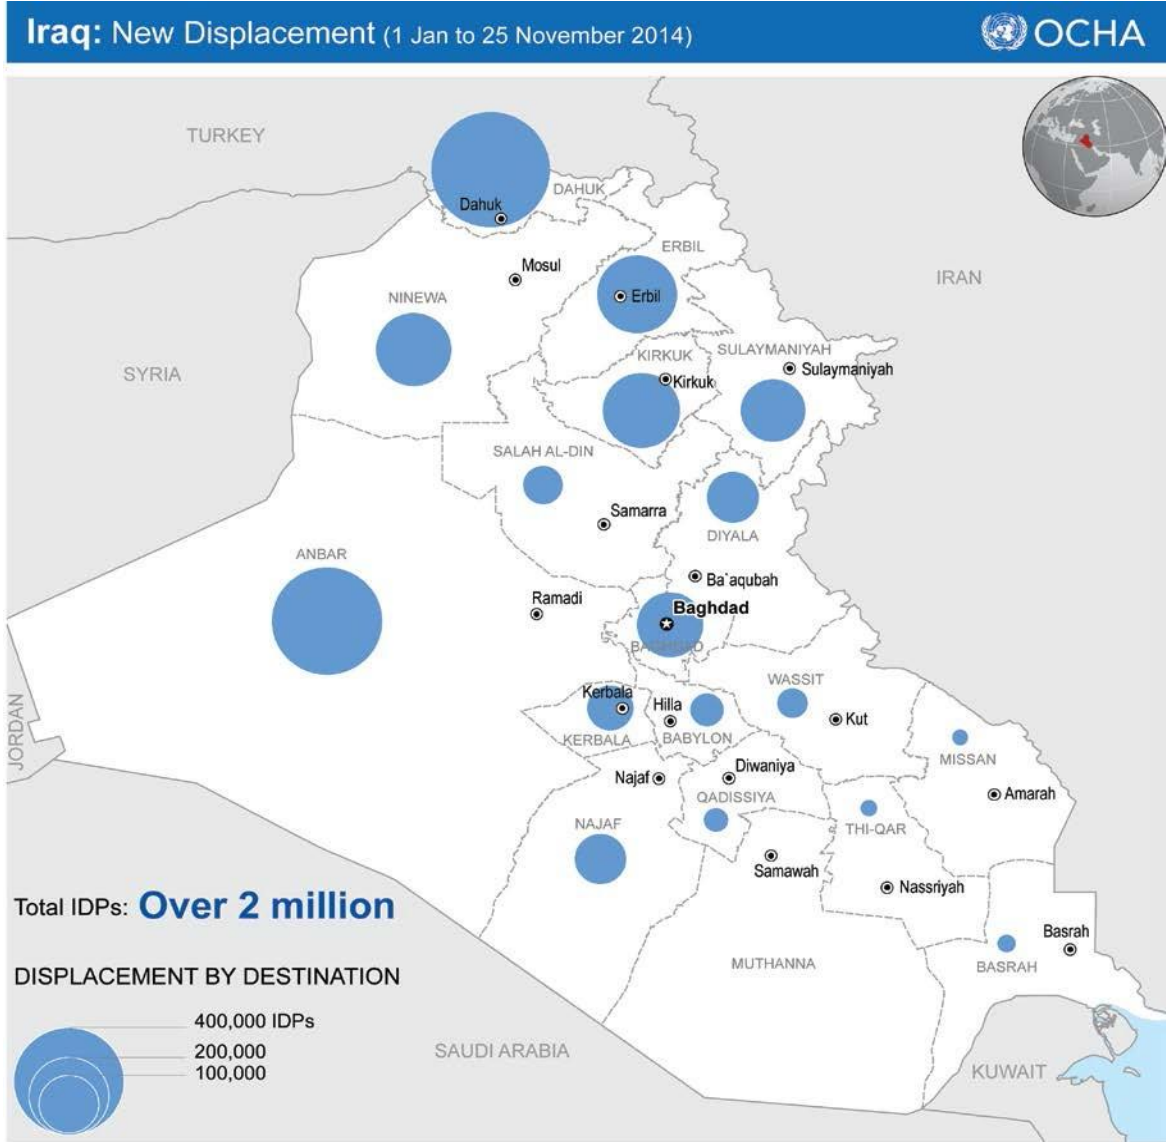 Iraq: New Displacement (1 Jan to 25 November 2014)
OCHA
TURKEY
DAHUK
Dahuk
ERBIL
Mosul
IRAN
Erbil
NINEWA
KIRKUK
SULAYMANIYAH
SYRIA
Sulaymaniyah
Kirkuk
SALAH AL-DIN
Samarra
DIYALA
ANBAR
Ba`aqubah
Ramadi
Baghdad
BAGHDAD
WASSIT
Kerbala
Hilla
Kut
JORDAN
KERBALA
BABYLON
MISSAN
Najaf
Diwaniya
Amarah
QADISSIYA
NAJAF
THI-QAR
Samawah
Nassriyah
Total IDPs: Over 2 million
Basrah
MUTHANNA
BASRAH
DISPLACEMENT BY DESTINATION
400,000 IDPs
200,000
100,000
SAUDI ARABIA
KUWAIT